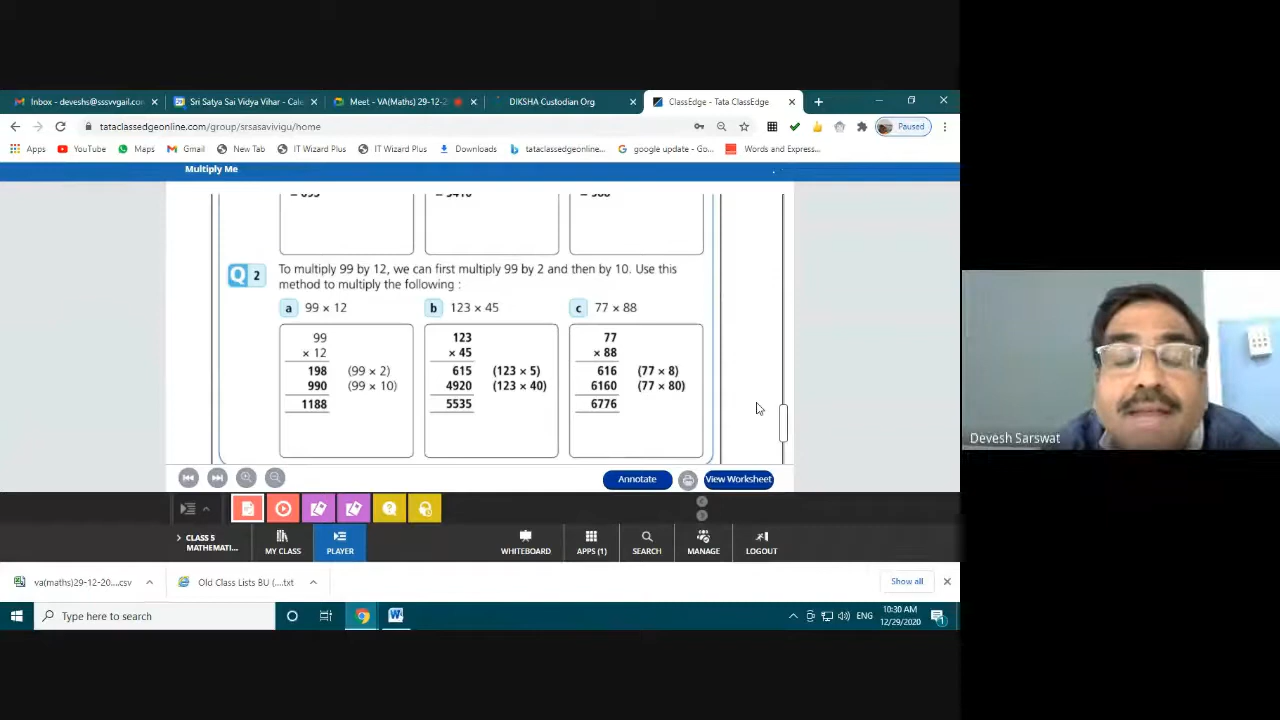 Inbox - deveshs@sssvvgail.con
Sri Satya Sai Vidya Vihar - Cale
Meet - VA(Maths) 29-12-2
DIKSHA Custodian Org
ClassEdge - Tata ClassEdge
tataclassedgeonline.com/group/srsasavivigu/home
Paused
Apps
YouTube
Maps
Gmail
New Tab
IT Wizard Plus
IT Wizard Plus
Downloads
tataclassedgeonline...
google update - Go...
Words and Express...
Multiply Me
Q 2
To multiply 99 by 12, we can first multiply 99 by 2 and then by 10. Use this
method to multiply the following :
a 99 × 12
b 123 × 45
c 77 × 88
99
× 12
198 (99 × 2)
990 (99 × 10)
1188
123
× 45
615 (123 × 5)
4920 (123 × 40)
5535
77
× 88
616 (77 × 8)
6160 (77 × 80)
6776
Devesh Sarswat
Annotate
View Worksheet
CLASS 5
MATHEMATI...
MY CLASS
PLAYER
WHITEBOARD
APPS (1)
SEARCH
MANAGE
LOGOUT
va(maths)29-12-20....csv
Old Class Lists BU (....txt
Show all
Type here to search
ENG
10:30 AM
12/29/2020
1